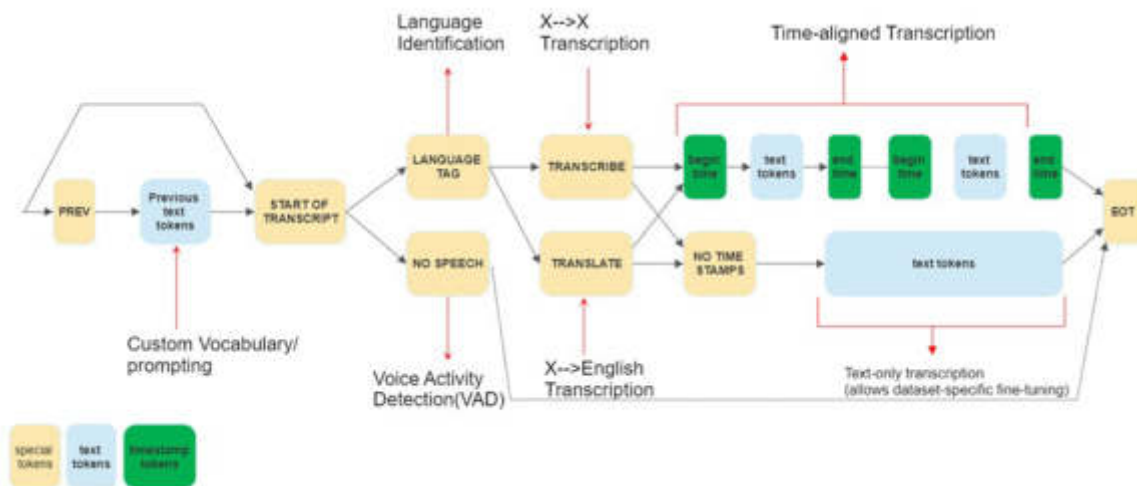 Language
Identification
X-->X
Transcription
Time-aligned Transcription
PREV
Previous
text
tokens
START OF
TRANSCRIPT
LANGUAGE
TAG
NO SPEECH
TRANSCRIBE
TRANSLATE
begin
time
text
tokens
end
time
begin
time
text
tokens
end
time
NO TIME
STAMPS
text tokens
EOT
Custom Vocabulary/
prompting
Voice Activity
Detection(VAD)
X-->English
Transcription
Text-only transcription
(allows dataset-specific fine-tuning)
special
tokens
text
tokens
timestamp
tokens